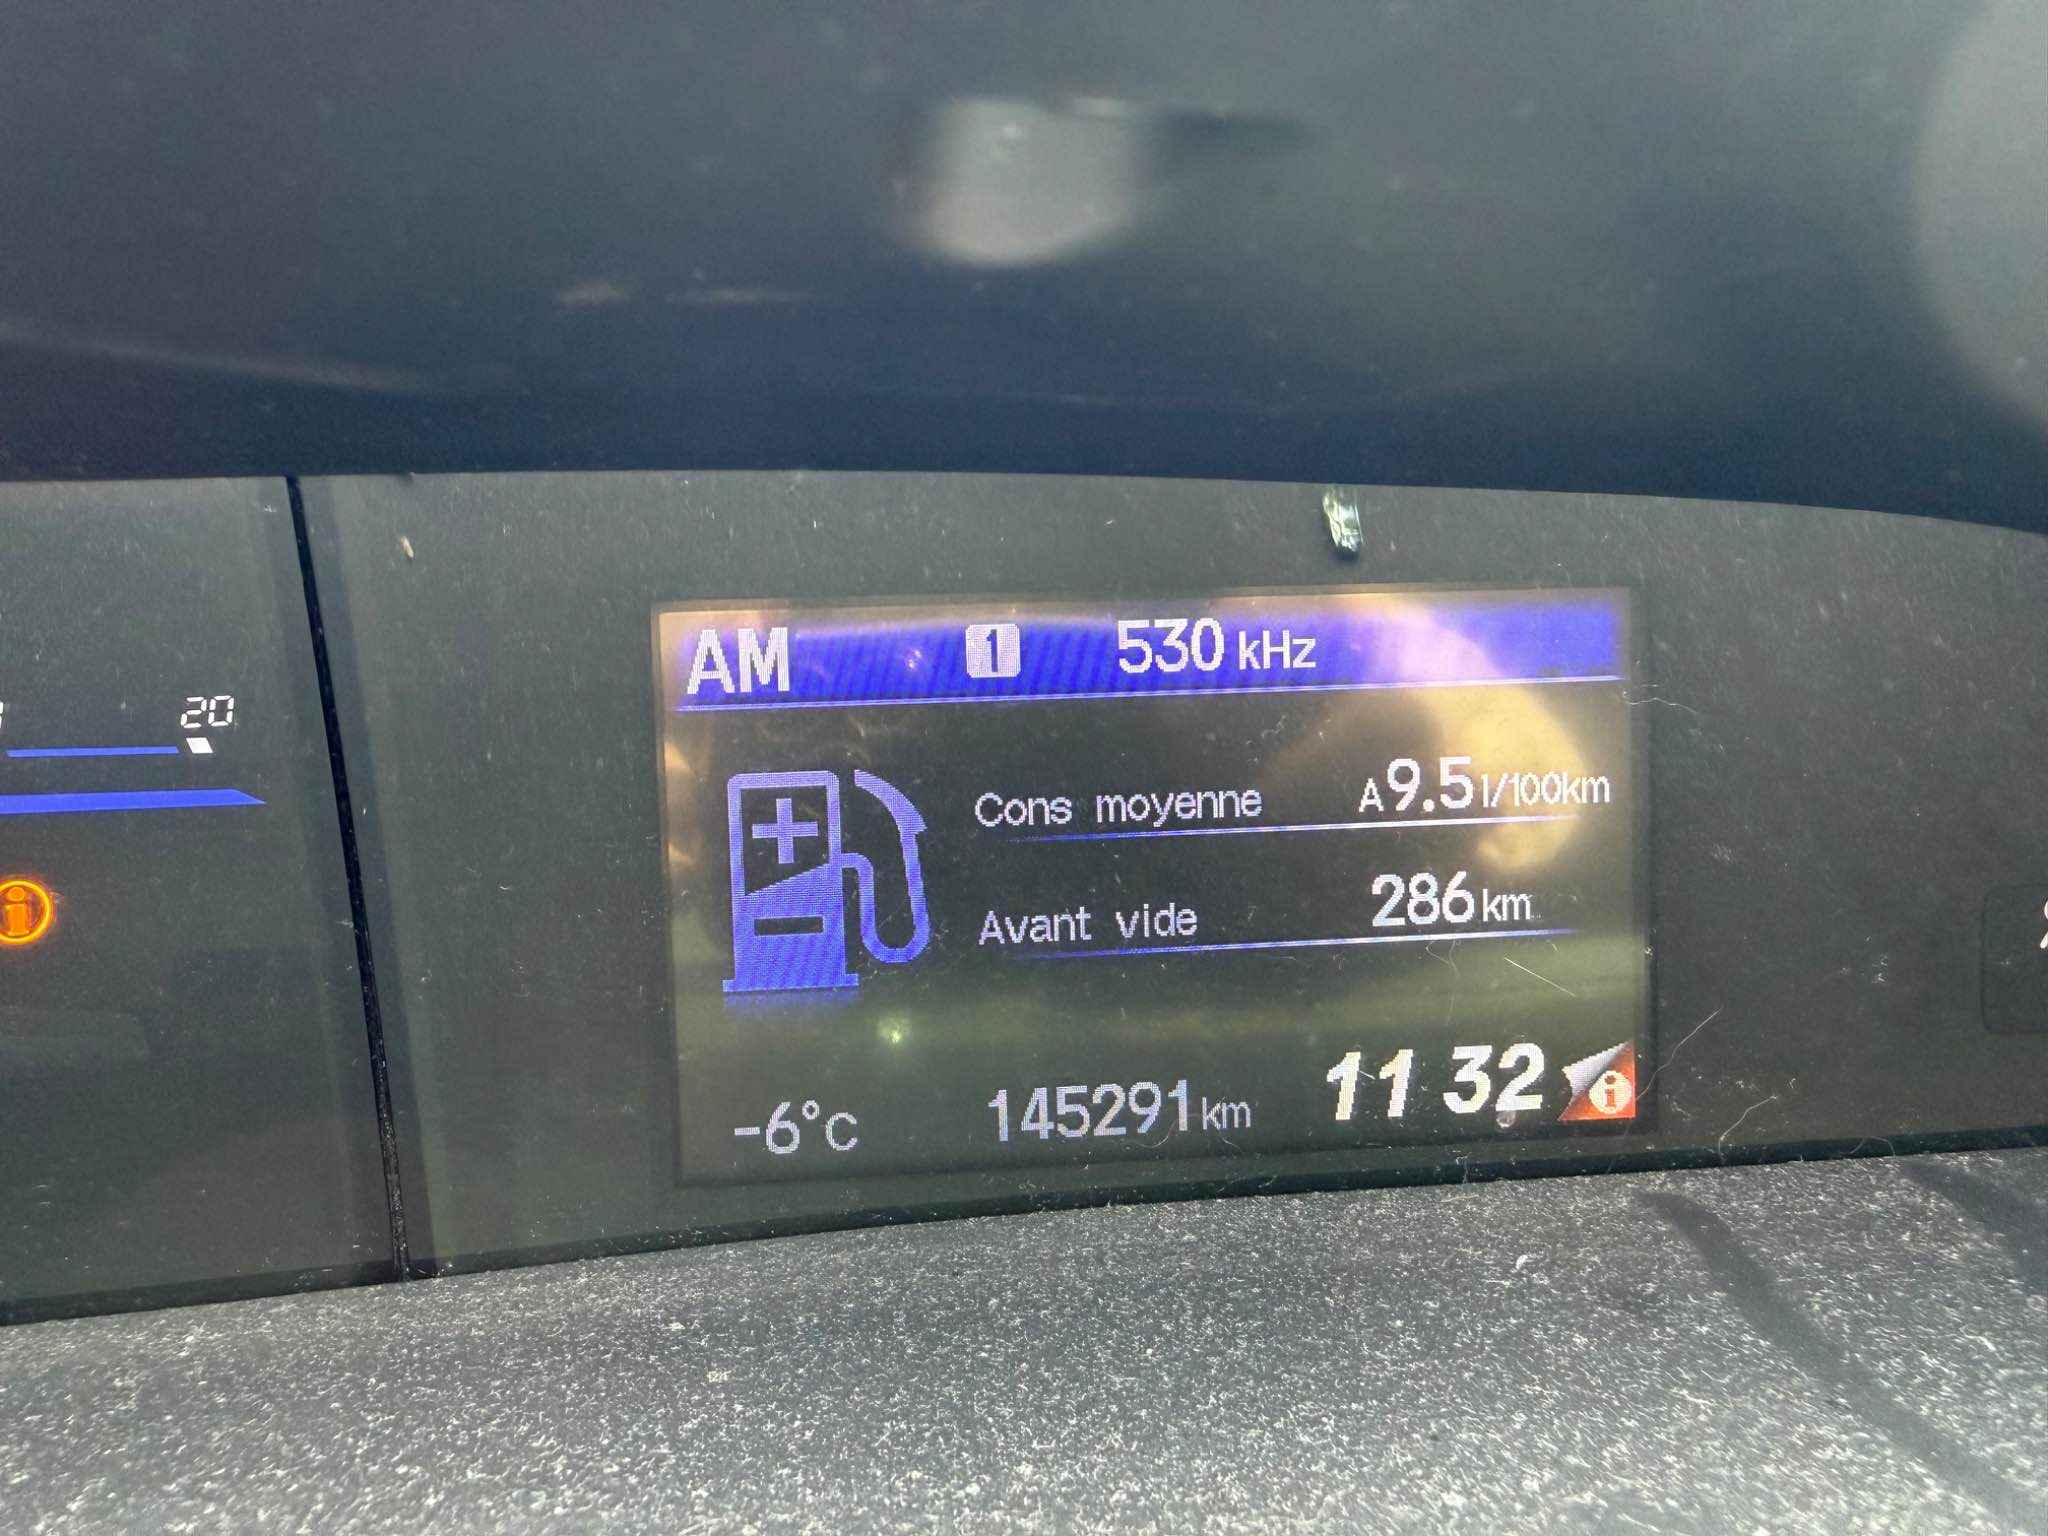 AM 1 530 kHz
20
Cons moyenne A9.5 l/100km
Avant vide 286 km
-6°C 145291 km 11 32